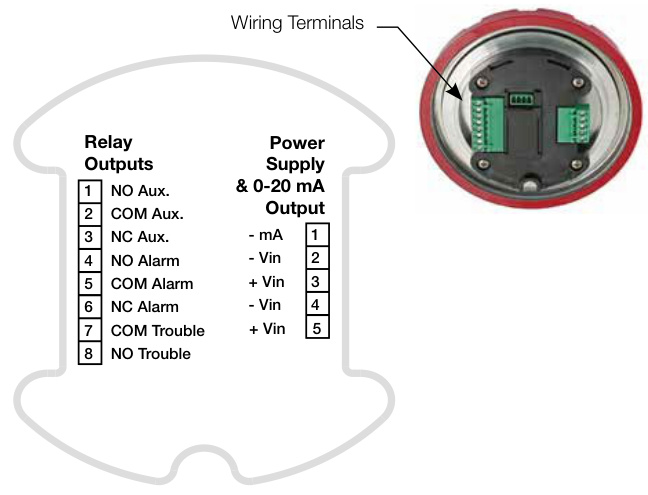 Wiring Terminals
Relay
Outputs
1 NO Aux.
2 COM Aux.
3 NC Aux.
4 NO Alarm
5 COM Alarm
6 NC Alarm
7 COM Trouble
8 NO Trouble
Power
Supply
& 0-20 mA
Output
- mA 1
- Vin 2
+ Vin 3
- Vin 4
+ Vin 5